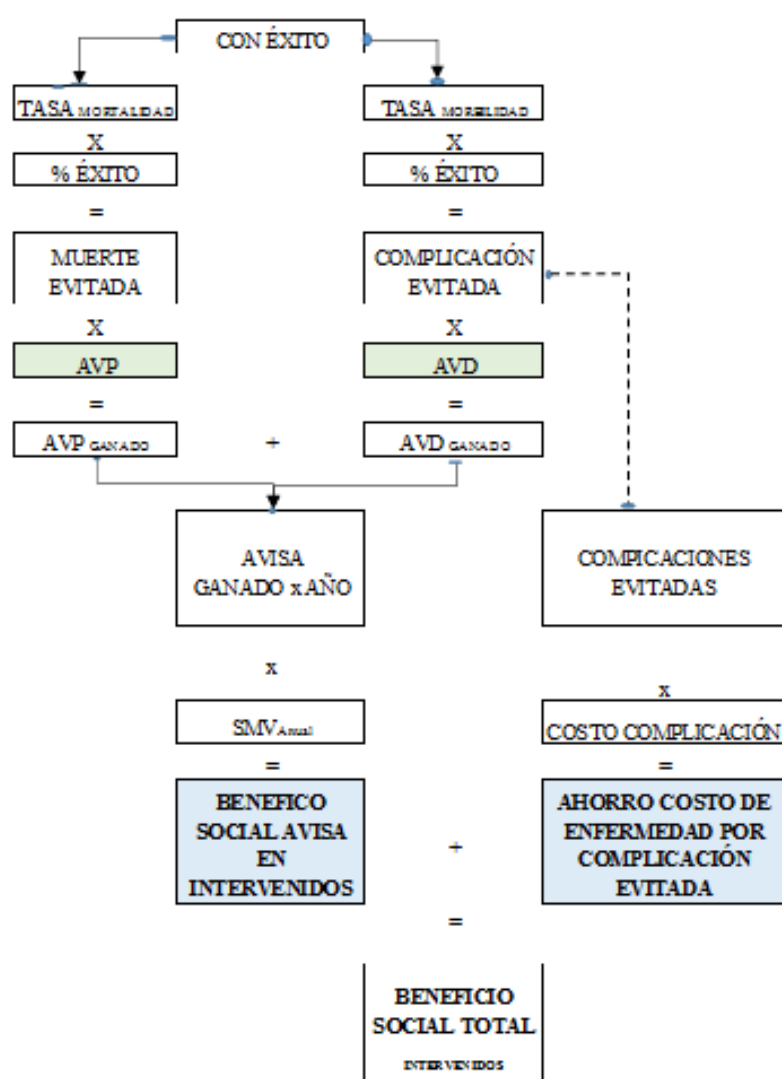 CON ÉXITO
TASA MORTALIDAD
TASA MORBILIDAD
X
X
% ÉXITO
% ÉXITO
=
=
MUERTE
EVITADA
COMPLICACIÓN
EVITADA
X
X
AVP
AVD
=
=
AVP GANADO
+
AVD GANADO
AVISA
GANADO x AÑO
COMPICACIONES
EVITADAS
x
x
SMV Anual
COSTO COMPLICACIÓN
=
=
BENEFICO
SOCIAL AVISA
EN
INTERVENIDOS
+
AHORRO COSTO DE
ENFERMEDAD POR
COMPLICACIÓN
EVITADA
=
BENEFICIO
SOCIAL TOTAL
INTERVENIDOS